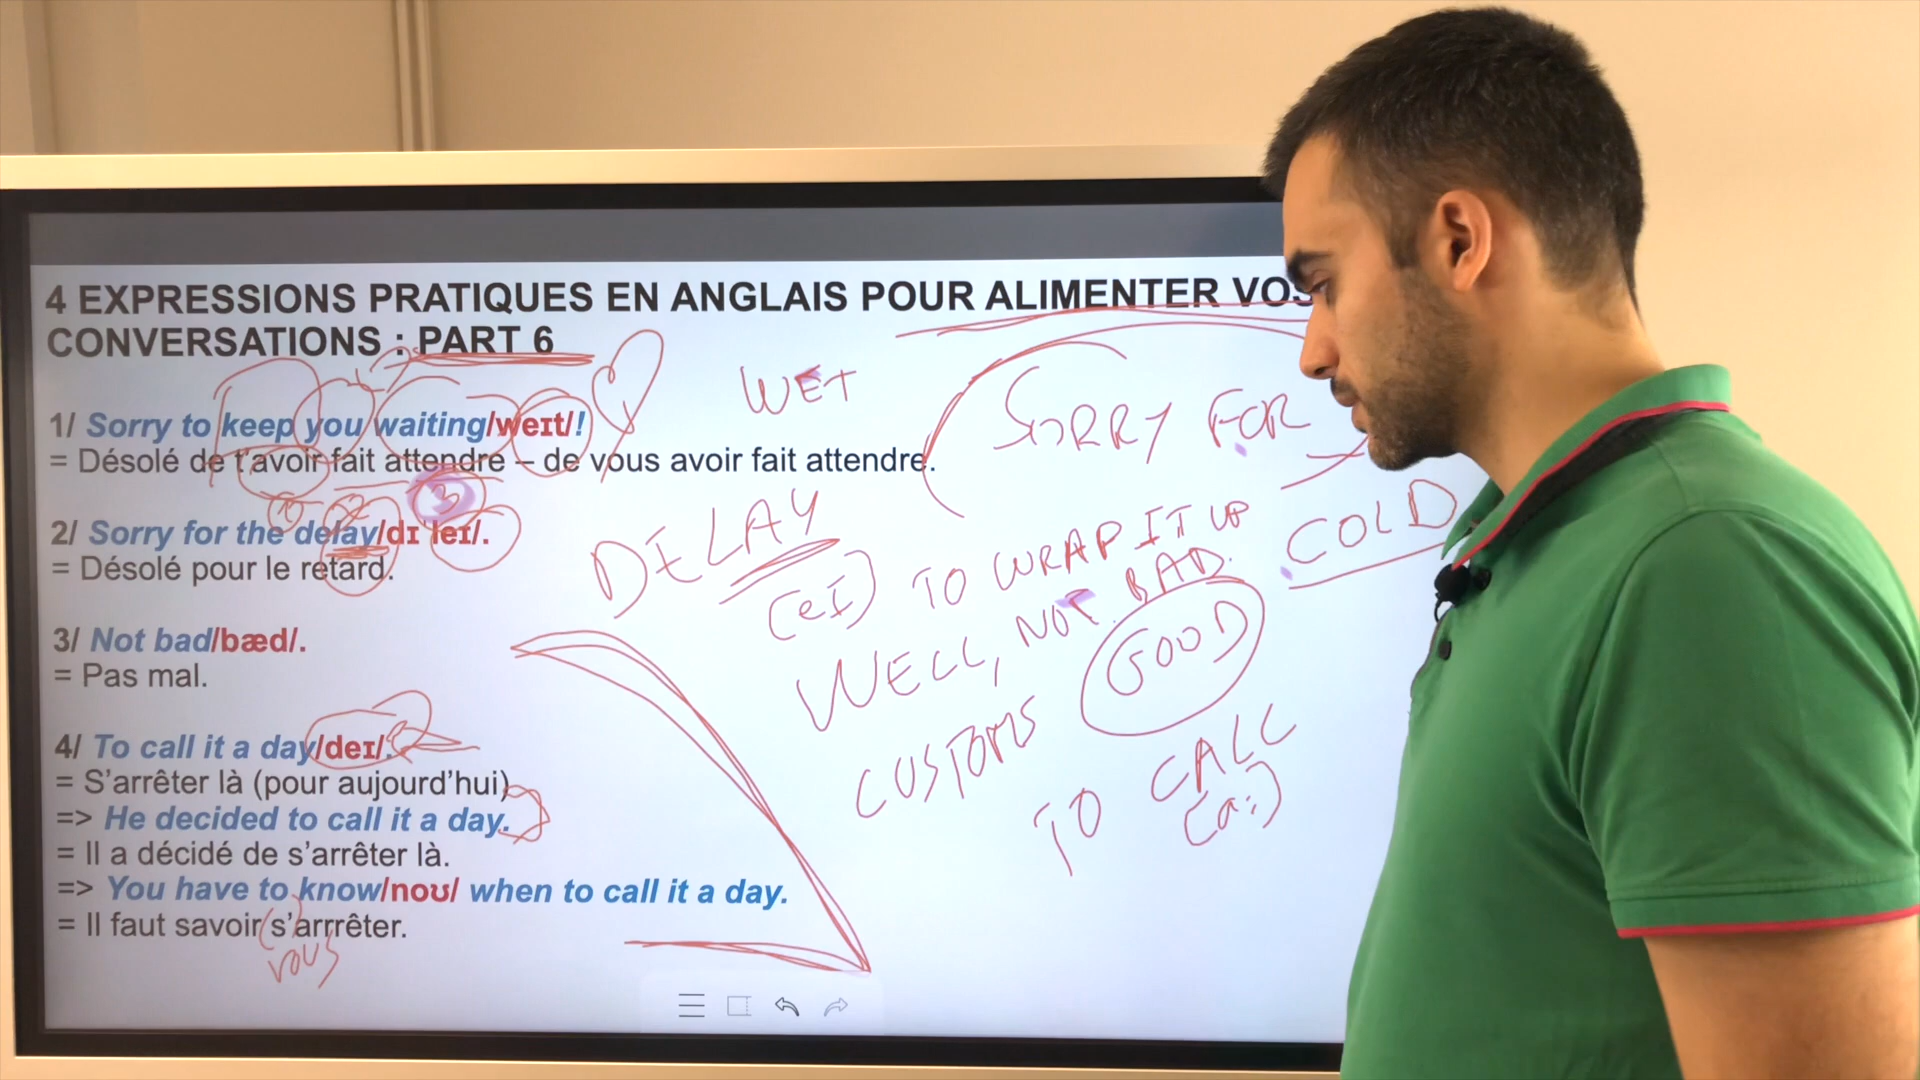 4 EXPRESSIONS PRATIQUES EN ANGLAIS POUR ALIMENTER VOS
CONVERSATIONS : PART 6
WET
1/ Sorry to keep you waiting/weɪt/!
= Désolé de t'avoir fait attendre – de vous avoir fait attendre.
SORRY FOR
3
2/ Sorry for the delay/dɪˈleɪ/.
= Désolé pour le retard.
DELAY
(eI)
TO WRAP IT UP
COLD
3/ Not bad/bæd/.
= Pas mal.
WELL, NOT BAD.
GOOD
CUSTOMS
4/ To call it a day/deɪ/.
= S'arrêter là (pour aujourd'hui)
=> He decided to call it a day.
= Il a décidé de s'arrêter là.
=> You have to know/noʊ/ when to call it a day.
= Il faut savoir (s')arrrêter.
vous
TO CALL
(a:)